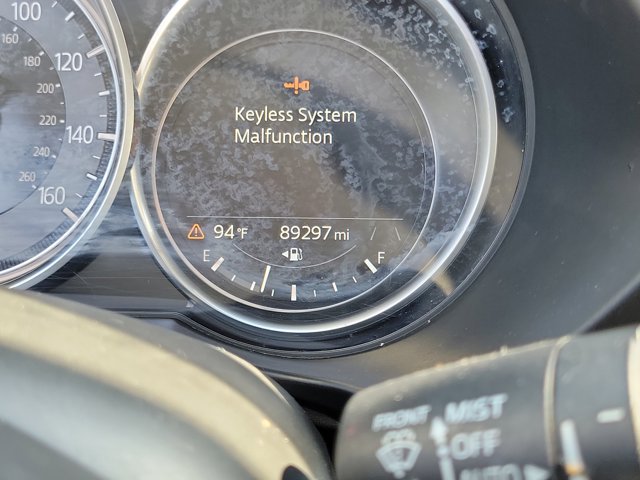 100
120
140
160
160
180
200
220
240
260
Keyless System
Malfunction
94°F
89297 mi
E
F
FRONT
MIST
OFF
AUTO